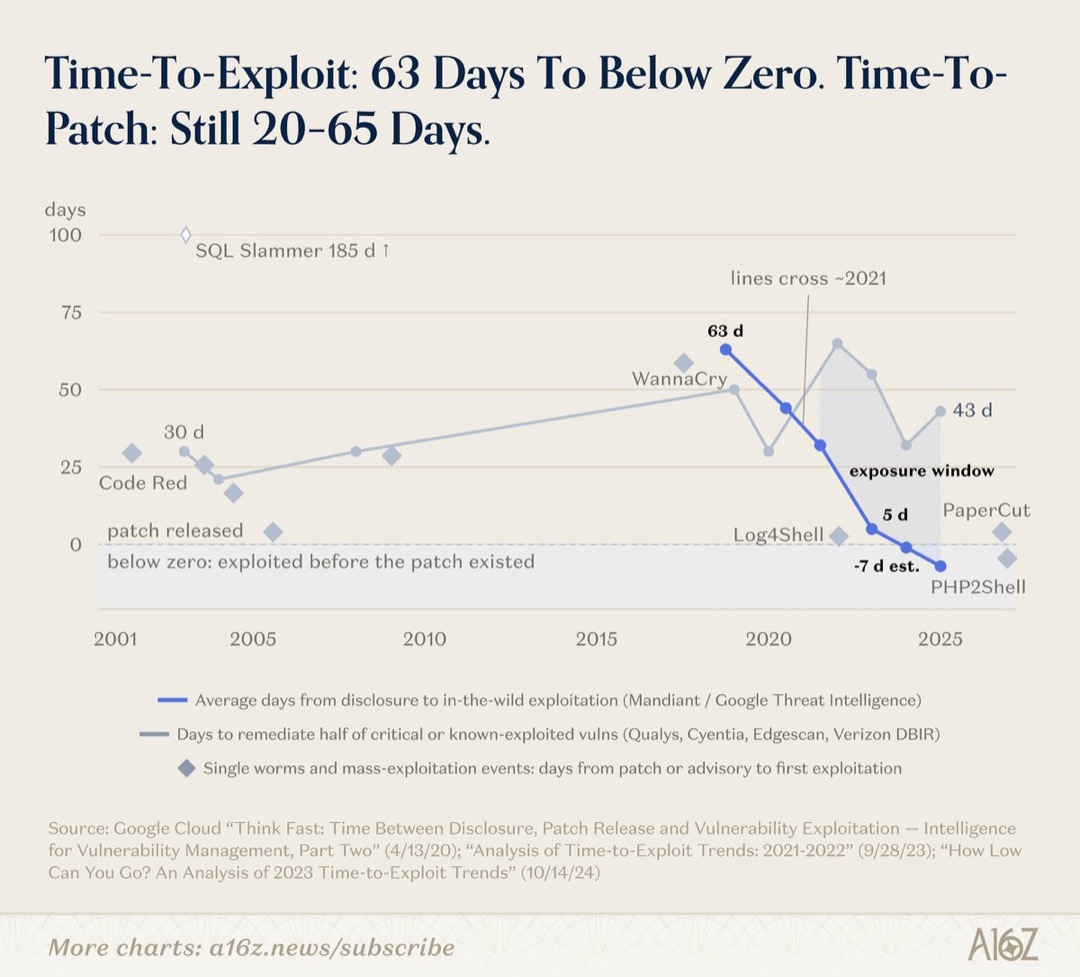 Time-To-Exploit: 63 Days To Below Zero. Time-To-
Patch: Still 20–65 Days.
days
100
SQL Slammer 185 d ↑
lines cross ~2021
75
63 d
WannaCry
50
43 d
30 d
25
Code Red
exposure window
5 d
PaperCut
patch released
Log4Shell
0
below zero: exploited before the patch existed
-7 d est.
PHP2Shell
2001
2005
2010
2015
2020
2025
Average days from disclosure to in-the-wild exploitation (Mandiant / Google Threat Intelligence)
Days to remediate half of critical or known-exploited vulns (Qualys, Cyentia, Edgescan, Verizon DBIR)
Single worms and mass-exploitation events: days from patch or advisory to first exploitation
Source: Google Cloud “Think Fast: Time Between Disclosure, Patch Release and Vulnerability Exploitation — Intelligence
for Vulnerability Management, Part Two” (4/13/20); “Analysis of Time-to-Exploit Trends: 2021-2022” (9/28/23); “How Low
Can You Go? An Analysis of 2023 Time-to-Exploit Trends” (10/14/24)
More charts: a16z.news/subscribe
A16Z